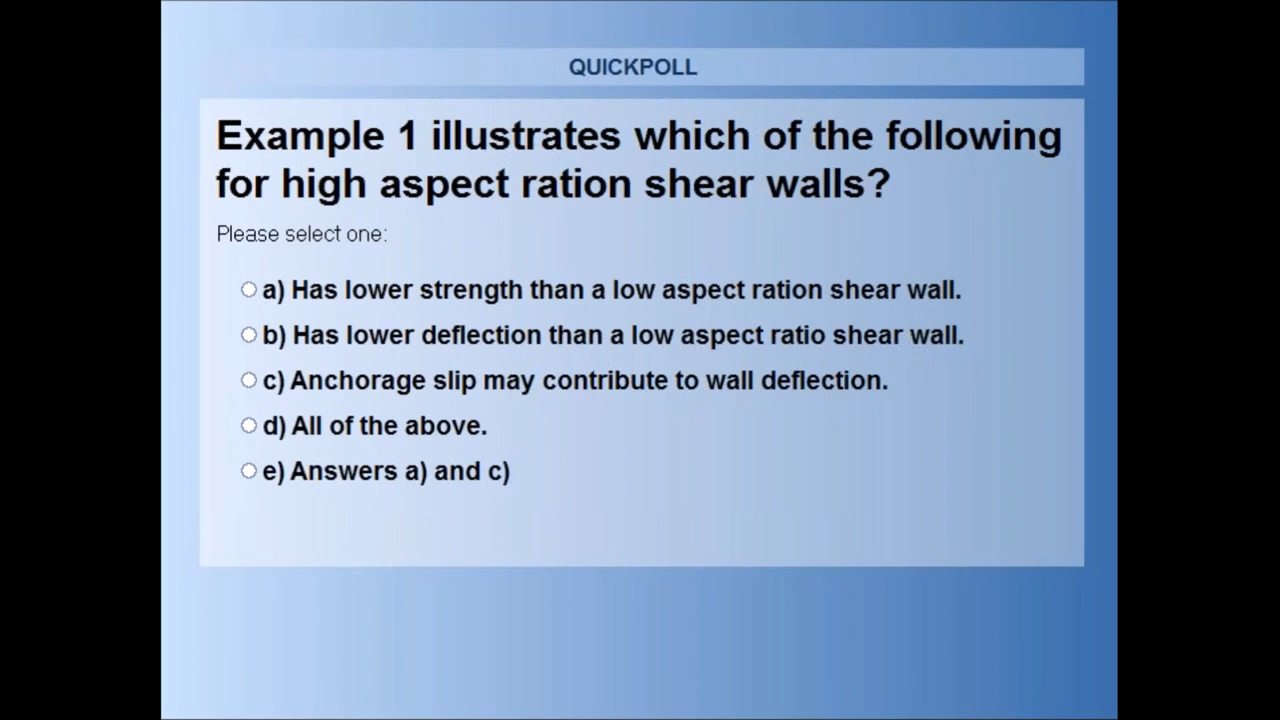 QUICKPOLL
Example 1 illustrates which of the following
for high aspect ration shear walls?
Please select one:
a) Has lower strength than a low aspect ration shear wall.
b) Has lower deflection than a low aspect ratio shear wall.
c) Anchorage slip may contribute to wall deflection.
d) All of the above.
e) Answers a) and c)